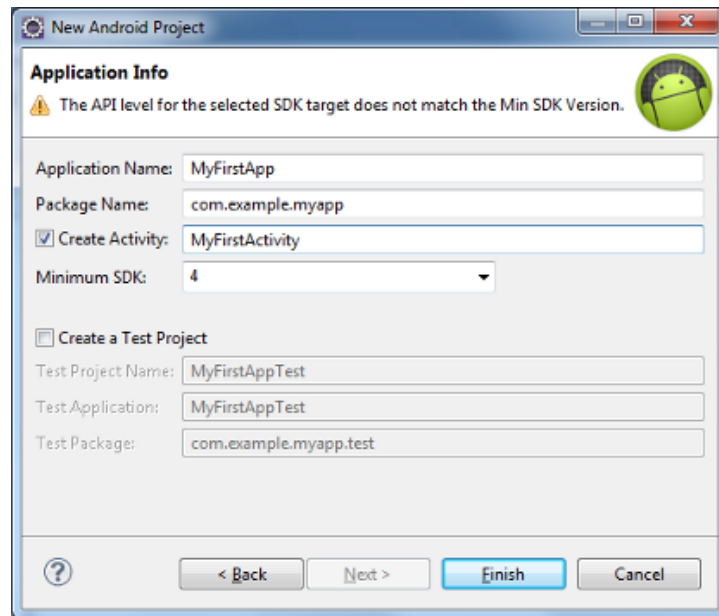 New Android Project
Application Info
The API level for the selected SDK target does not match the Min SDK Version.
Application Name: MyFirstApp
Package Name: com.example.myapp
Create Activity: MyFirstActivity
Minimum SDK: 4
Create a Test Project
Test Project Name: MyFirstAppTest
Test Application: MyFirstAppTest
Test Package: com.example.myapp.test
? < Back Next > Finish Cancel